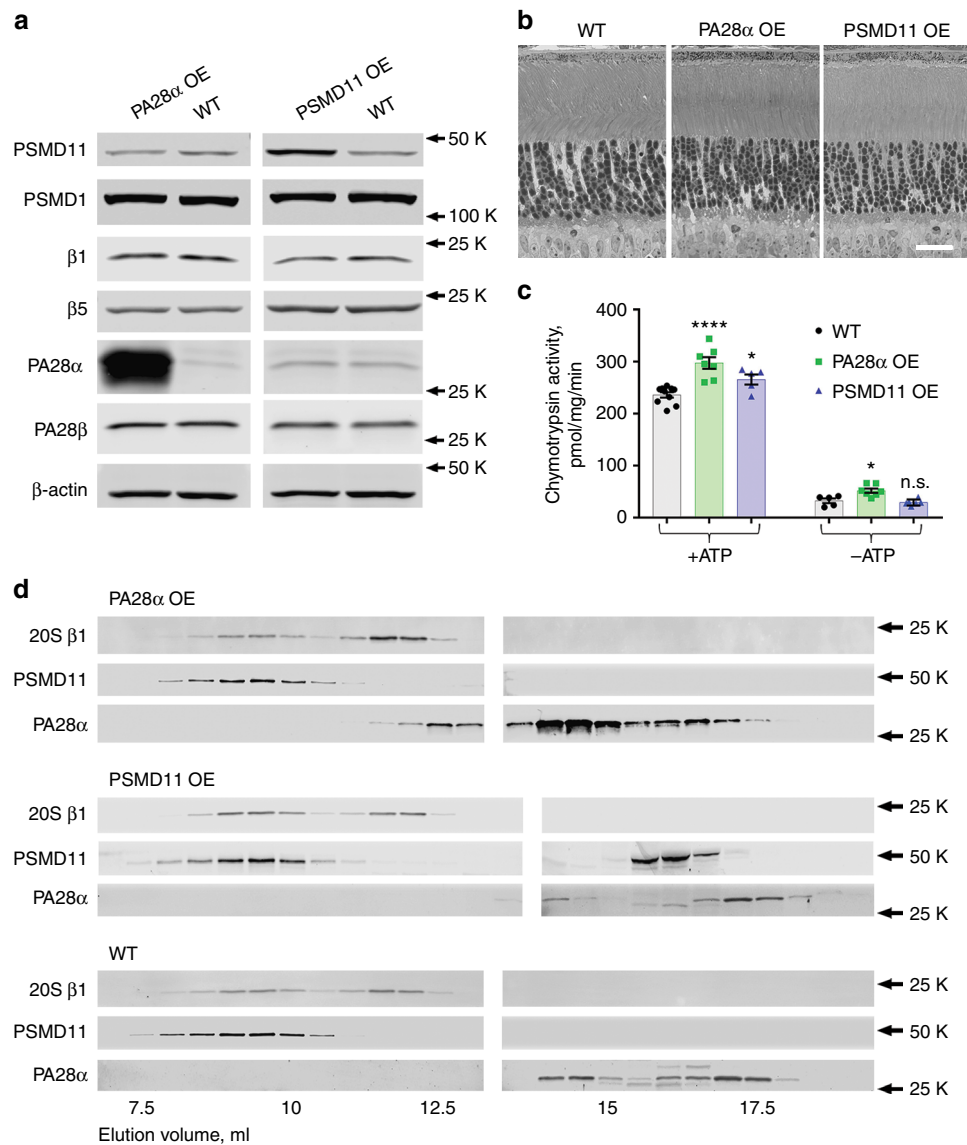 a
PA28α OE
WT
PSMD11 OE
WT
PSMD11
50 K
PSMD1
100 K
β1
25 K
β5
25 K
PA28α
25 K
PA28β
25 K
β-actin
50 K
b
WT
PA28α OE
PSMD11 OE
c
Chymotrypsin activity,
pmol/mg/min
400
300
200
100
0
****
*
*
n.s.
WT
PA28α OE
PSMD11 OE
+ATP
–ATP
d
PA28α OE
20S β1
25 K
PSMD11
50 K
PA28α
25 K
PSMD11 OE
20S β1
25 K
PSMD11
50 K
PA28α
25 K
WT
20S β1
25 K
PSMD11
50 K
PA28α
25 K
7.5 10 12.5 15 17.5
Elution volume, ml